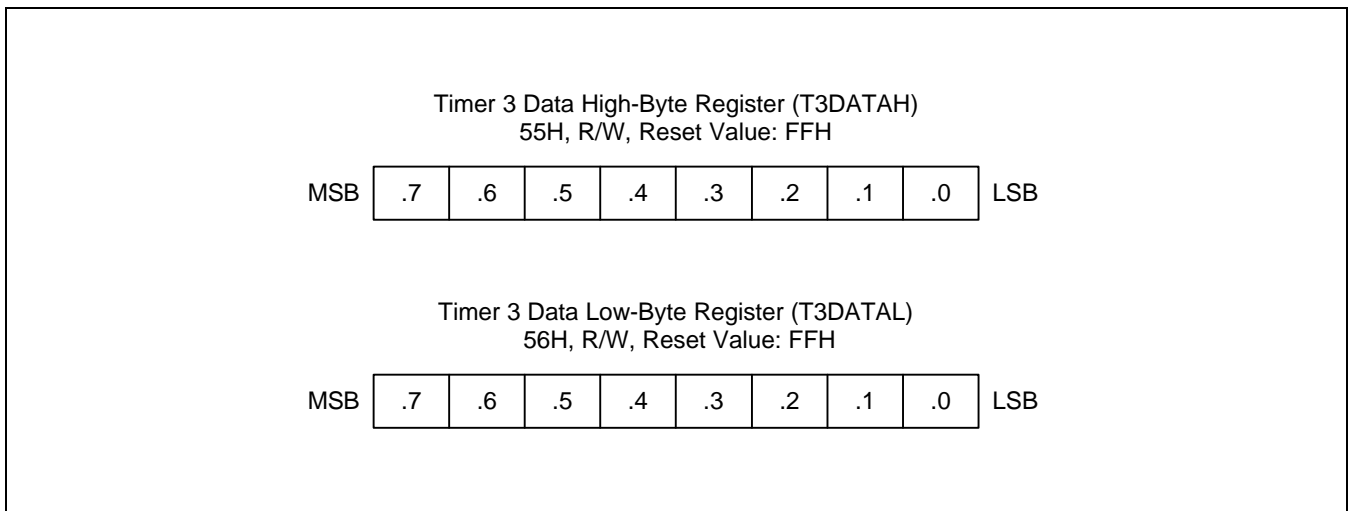 Timer 3 Data High-Byte Register (T3DATAH)
55H, R/W, Reset Value: FFH
MSB .7 .6 .5 .4 .3 .2 .1 .0 LSB
Timer 3 Data Low-Byte Register (T3DATAL)
56H, R/W, Reset Value: FFH
MSB .7 .6 .5 .4 .3 .2 .1 .0 LSB